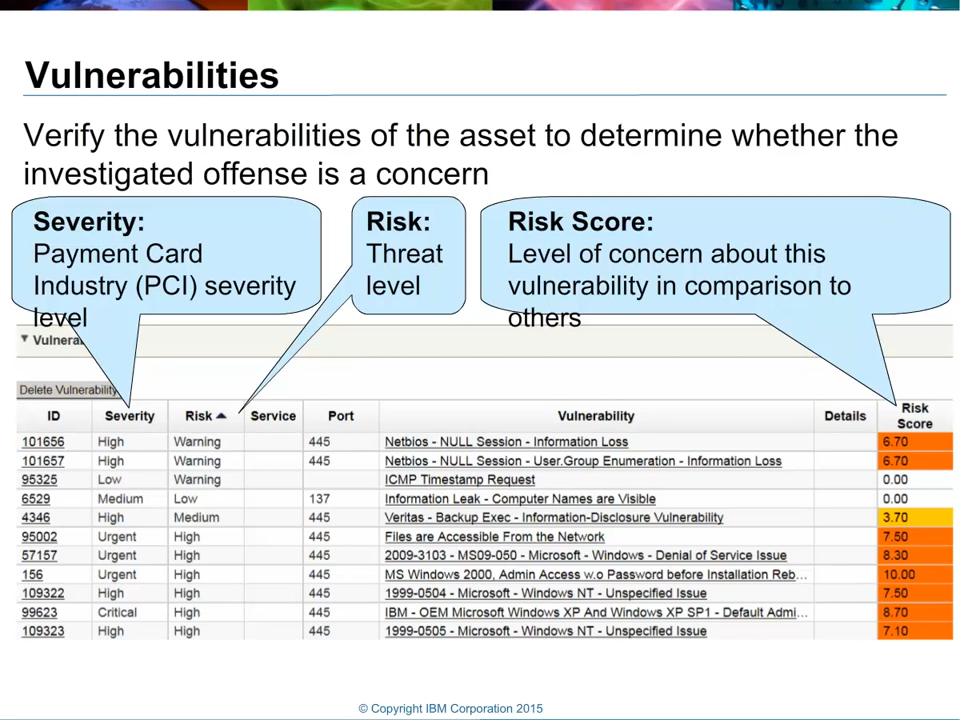 Vulnerabilities
Verify the vulnerabilities of the asset to determine whether the
investigated offense is a concern
Severity:
Payment Card
Industry (PCI) severity
level
Risk:
Threat
level
Risk Score:
Level of concern about this
vulnerability in comparison to
others
Vulnera
Delete Vulnerability
ID Severity Risk Service Port Vulnerability Details Risk Score
101656 High Warning 445 Netbios - NULL Session - Information Loss 6.70
101657 High Warning 445 Netbios - NULL Session - User.Group Enumeration - Information Loss 6.70
95325 Low Warning ICMP Timestamp Request 0.00
6529 Medium Low 137 Information Leak - Computer Names are Visible 0.00
4346 High Medium 445 Veritas - Backup Exec - Information-Disclosure Vulnerability 3.70
95002 Urgent High 445 Files are Accessible From the Network 7.50
57157 Urgent High 445 2009-3103 - MS09-050 - Microsoft - Windows - Denial of Service Issue 8.30
156 Urgent High 445 MS Windows 2000, Admin Access w.o Password before Installation Reb... 10.00
109322 High High 445 1999-0504 - Microsoft - Windows NT - Unspecified Issue 7.50
99623 Critical High 445 IBM - OEM Microsoft Windows XP And Windows XP SP1 - Default Admi... 8.70
109323 High High 445 1999-0505 - Microsoft - Windows NT - Unspecified Issue 7.10
© Copyright IBM Corporation 2015